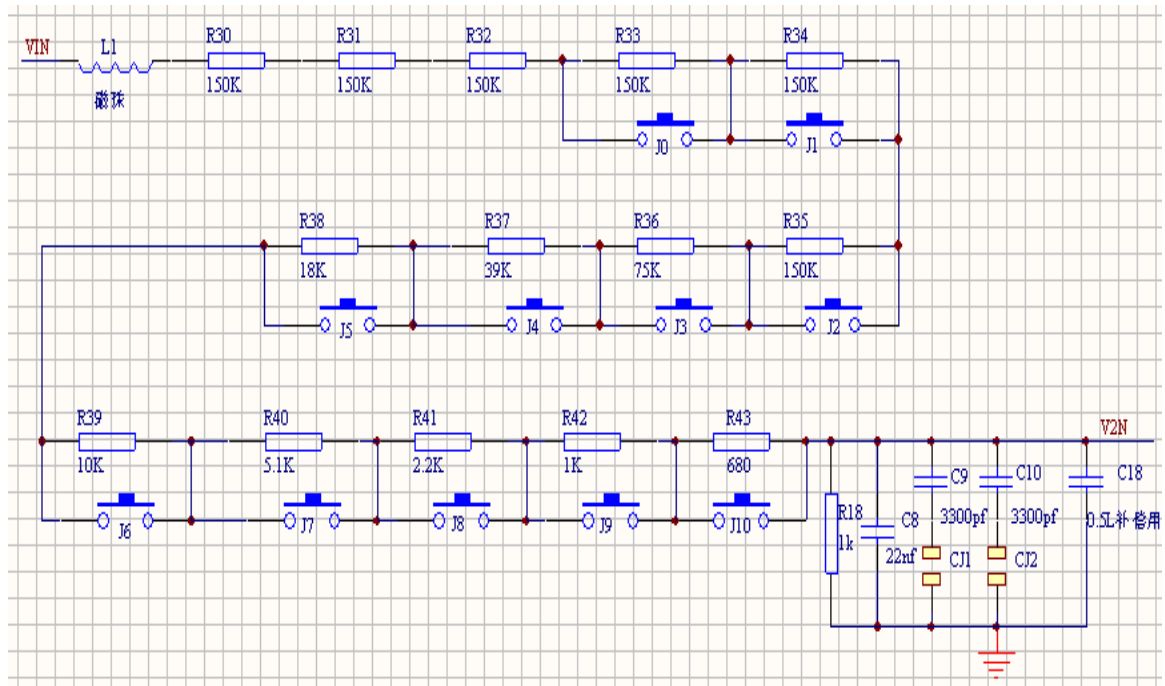 VIN
L1
磁珠
R30
150K
R31
150K
R32
150K
R33
150K
R34
150K
J0
J1
R38
18K
R37
39K
R36
75K
R35
150K
J5
J4
J3
J2
R39
10K
R40
5.1K
R41
2.2K
R42
1K
R43
680
J6
J7
J8
J9
J10
V2N
R18
1k
C8
22nf
C9
3300pf
CJ1
C10
3300pf
CJ2
C18
0.5L补偿用